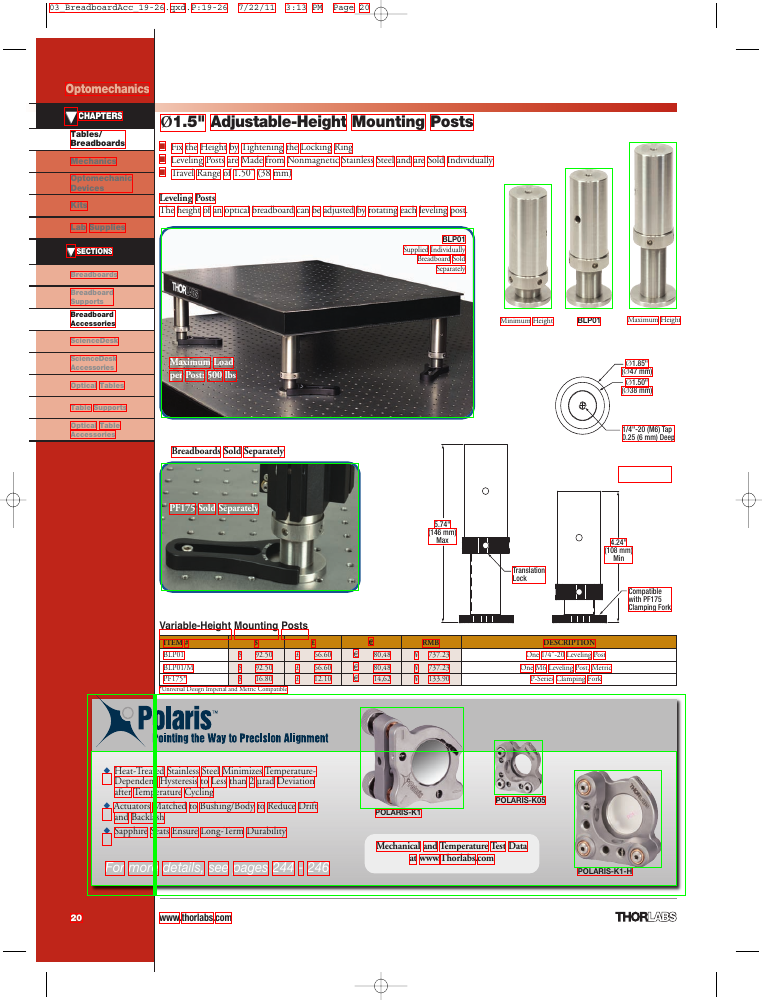 03 BreadboardAcc 19-26.qxd.P:19-26 7/22/11 3:13 PM Page 20
Optomechanics
▼ CHAPTERS
Tables/
Breadboards
Mechanics
Optomechanic
Devices
Kits
Lab Supplies
▼ SECTIONS
Breadboards
Breadboard
Supports
Breadboard
Accessories
ScienceDesk
ScienceDesk
Accessories
Optical Tables
Table Supports
Optical Table
Accessories
Ø1.5" Adjustable-Height Mounting Posts
Fix the Height by Tightening the Locking Ring
Leveling Posts are Made from Nonmagnetic Stainless Steel and are Sold Individually
Travel Range of 1.50" (38 mm)
Leveling Posts
The height of an optical breadboard can be adjusted by rotating each leveling post.
BLP01
Supplied Individually
Breadboard Sold
Separately
THORLABS
Maximum Load
per Post: 500 lbs
Minimum Height
BLP01
Maximum Height
Ø1.85"
(Ø47 mm)
Ø1.50"
(Ø38 mm)
1/4"-20 (M6) Tap
0.25 (6 mm) Deep
Breadboards Sold Separately
PF175 Sold Separately
5.74"
(146 mm)
Max
4.24"
(108 mm)
Min
Translation
Lock
Compatible
with PF175
Clamping Fork
Variable-Height Mounting Posts
ITEM # $ £ € RMB DESCRIPTION
BLP01 $ 92.50 £ 66.60 € 80,48 ¥ 737.23 One 1/4"-20 Leveling Post
BLP01/M $ 92.50 £ 66.60 € 80,48 ¥ 737.23 One M6 Leveling Post, Metric
PF175* $ 16.80 £ 12.10 € 14,62 ¥ 133.90 P-Series Clamping Fork
*Universal Design Imperial and Metric Compatible
Polaris™
Pointing the Way to Precision Alignment
Heat-Treated Stainless Steel Minimizes Temperature-
Dependent Hysteresis to Less than 2 µrad Deviation
after Temperature Cycling
Actuators Matched to Bushing/Body to Reduce Drift
and Backlash
Sapphire Seats Ensure Long-Term Durability
For more details, see pages 244 - 246
POLARIS-K1
POLARIS-K05
POLARIS-K1-H
Mechanical and Temperature Test Data
at www.Thorlabs.com
20
www.thorlabs.com
THORLABS